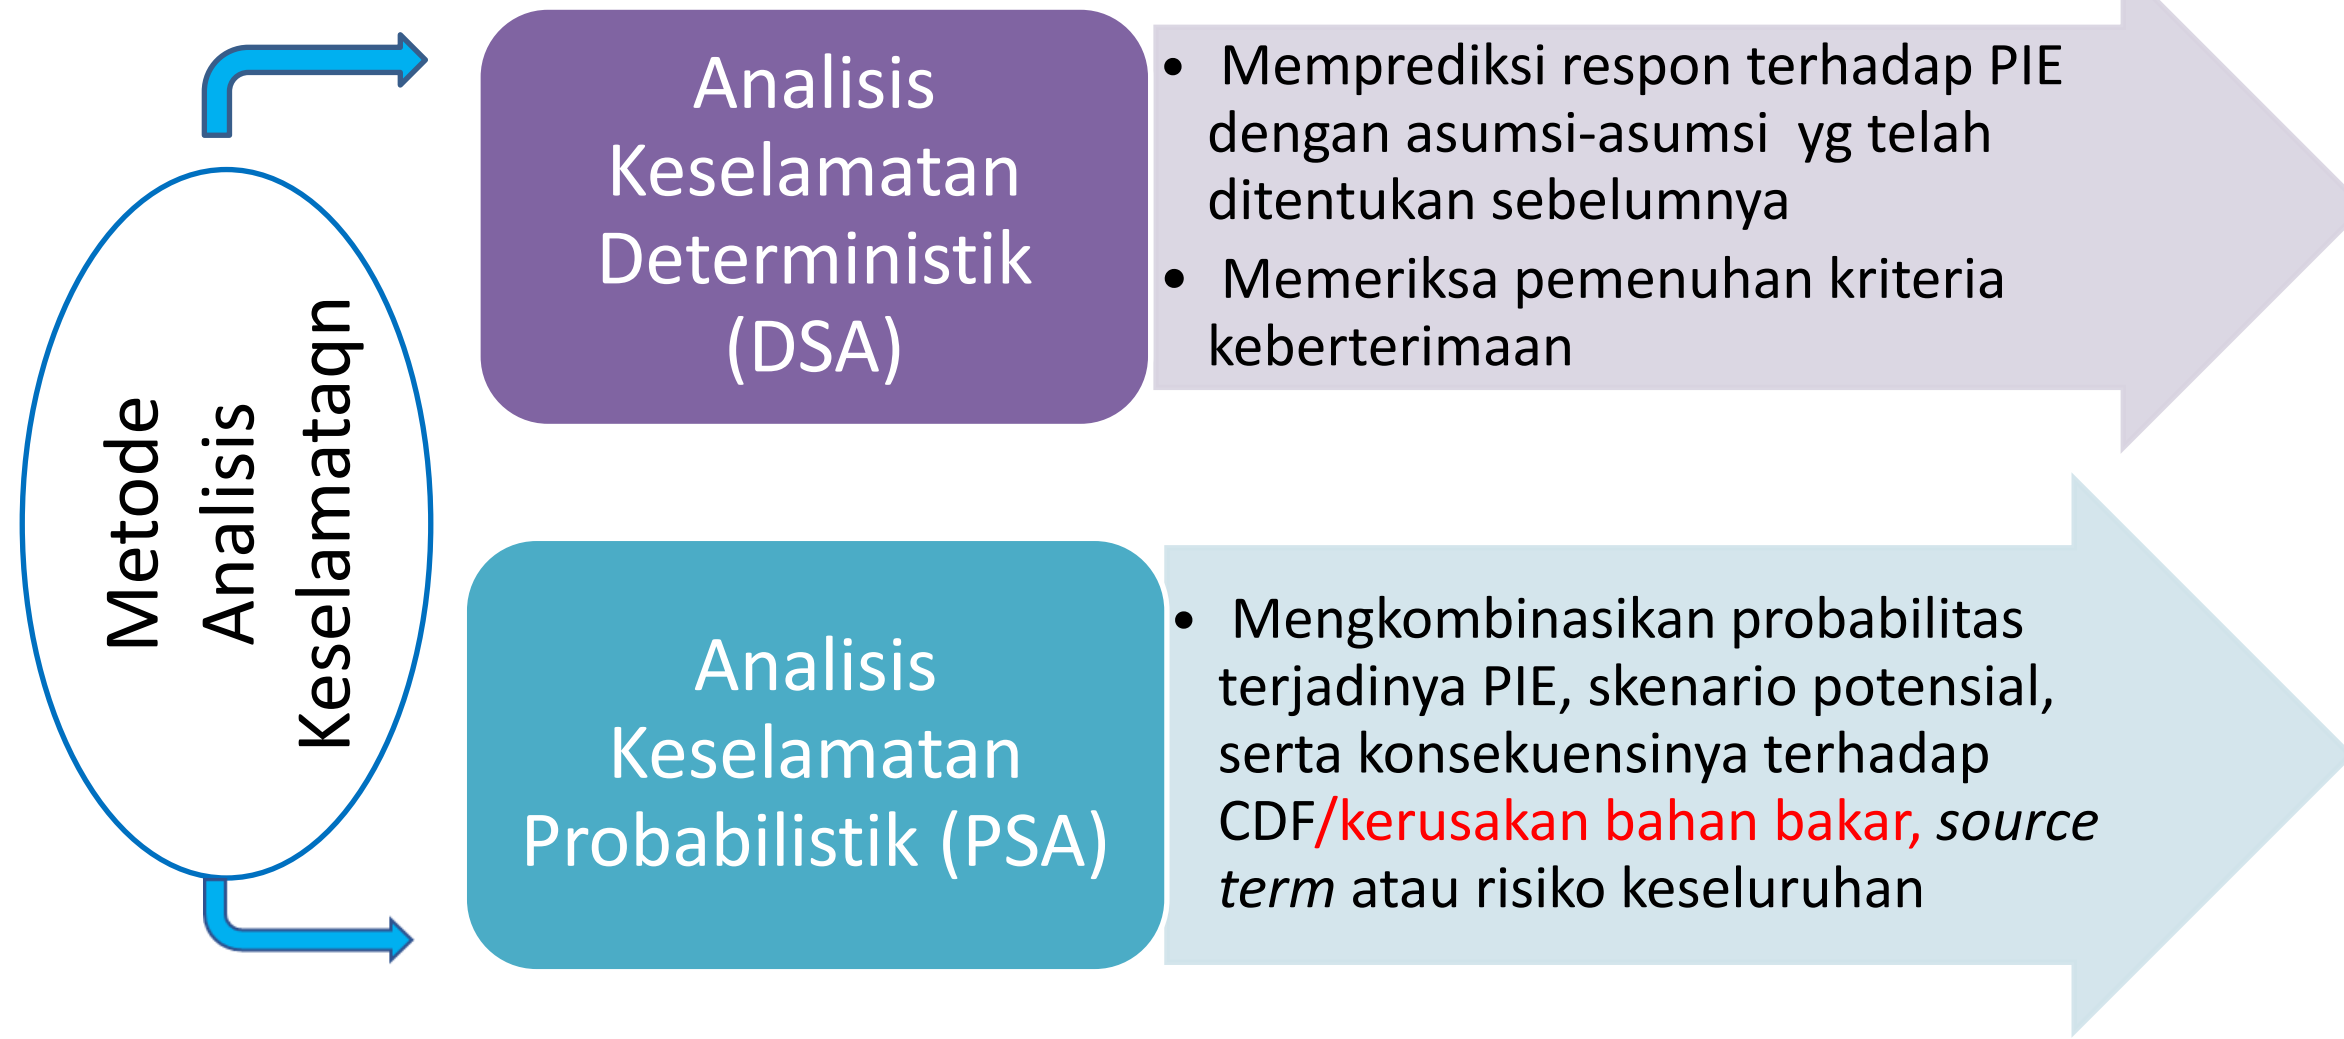 Metode
Analisis
Keselamataqn
Analisis
Keselamatan
Deterministik
(DSA)
• Memprediksi respon terhadap PIE
dengan asumsi-asumsi yg telah
ditentukan sebelumnya
• Memeriksa pemenuhan kriteria
keberterimaan
Analisis
Keselamatan
Probabilistik (PSA)
• Mengkombinasikan probabilitas
terjadinya PIE, skenario potensial,
serta konsekuensinya terhadap
CDF/kerusakan bahan bakar, source
term atau risiko keseluruhan